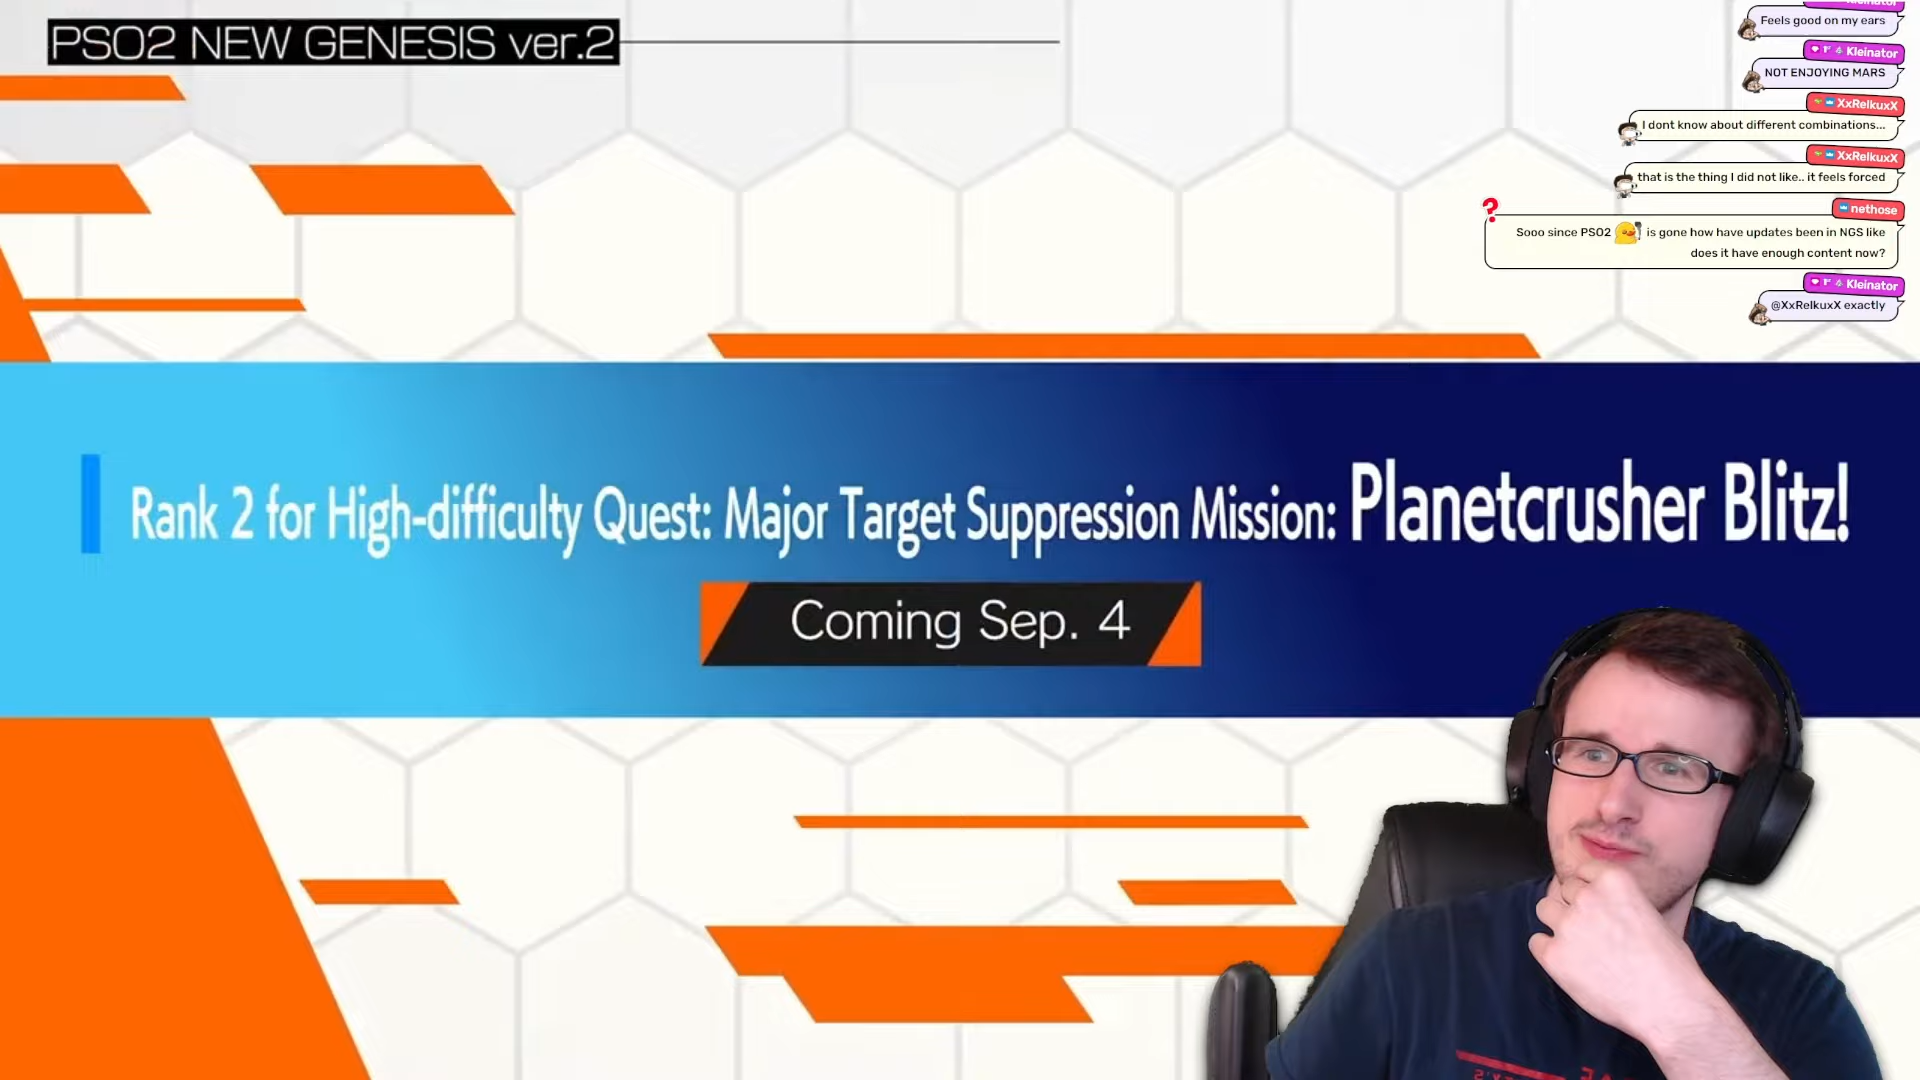 PSO2 NEW GENESIS ver.2
Feels good on my ears
Kleinator
NOT ENJOYING MARS
XxRelkuxX
I dont know about different combinations...
XxRelkuxX
that is the thing I did not like.. it feels forced
nethose
?
Sooo since PSO2 is gone how have updates been in NGS like
does it have enough content now?
Kleinator
@XxRelkuxX exactly
Rank 2 for High-difficulty Quest: Major Target Suppression Mission: Planetcrusher Blitz!
Coming Sep. 4